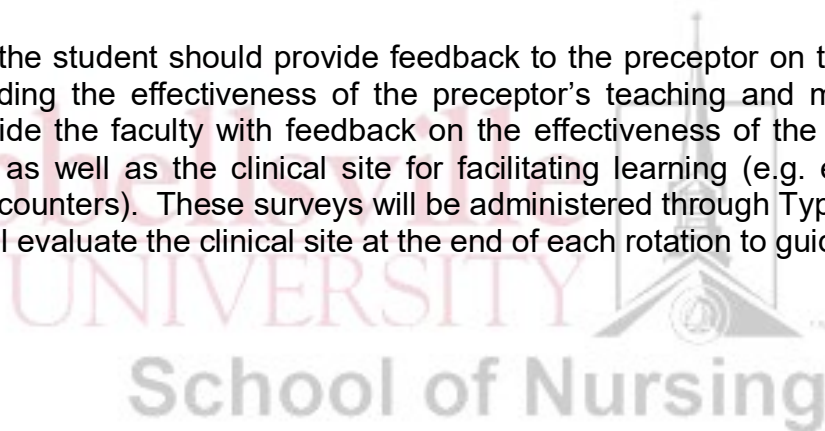 the student should provide feedback to the preceptor on t
ding the effectiveness of the preceptor's teaching and m
ide the faculty with feedback on the effectiveness of the
as well as the clinical site for facilitating learning (e.g. e
counters). These surveys will be administered through Typ
l evaluate the clinical site at the end of each rotation to guid
bellsville
UNIVERSITY
School of Nursing